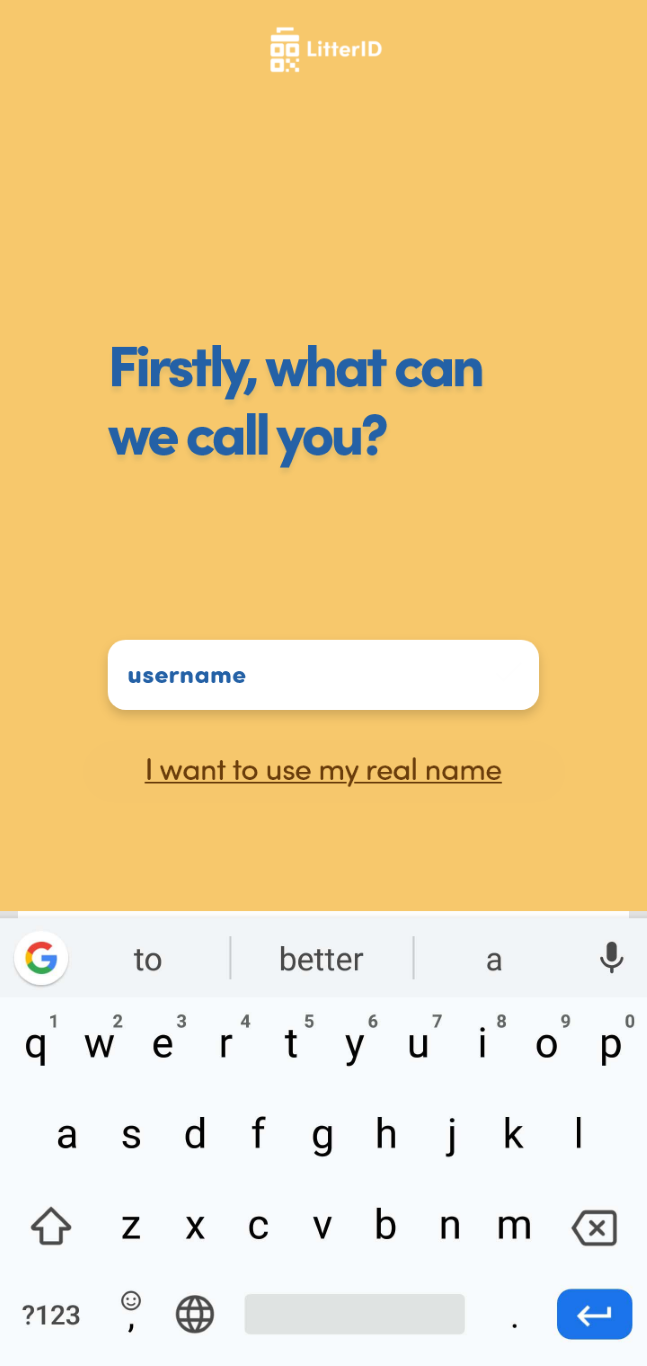 LitterID
Firstly, what can
we call you?
username
I want to use my real name
to better a
1 2 3 4 5 6 7 8 9 0
q w e r t y u i o p
a s d f g h j k l
z x c v b n m
?123 , .